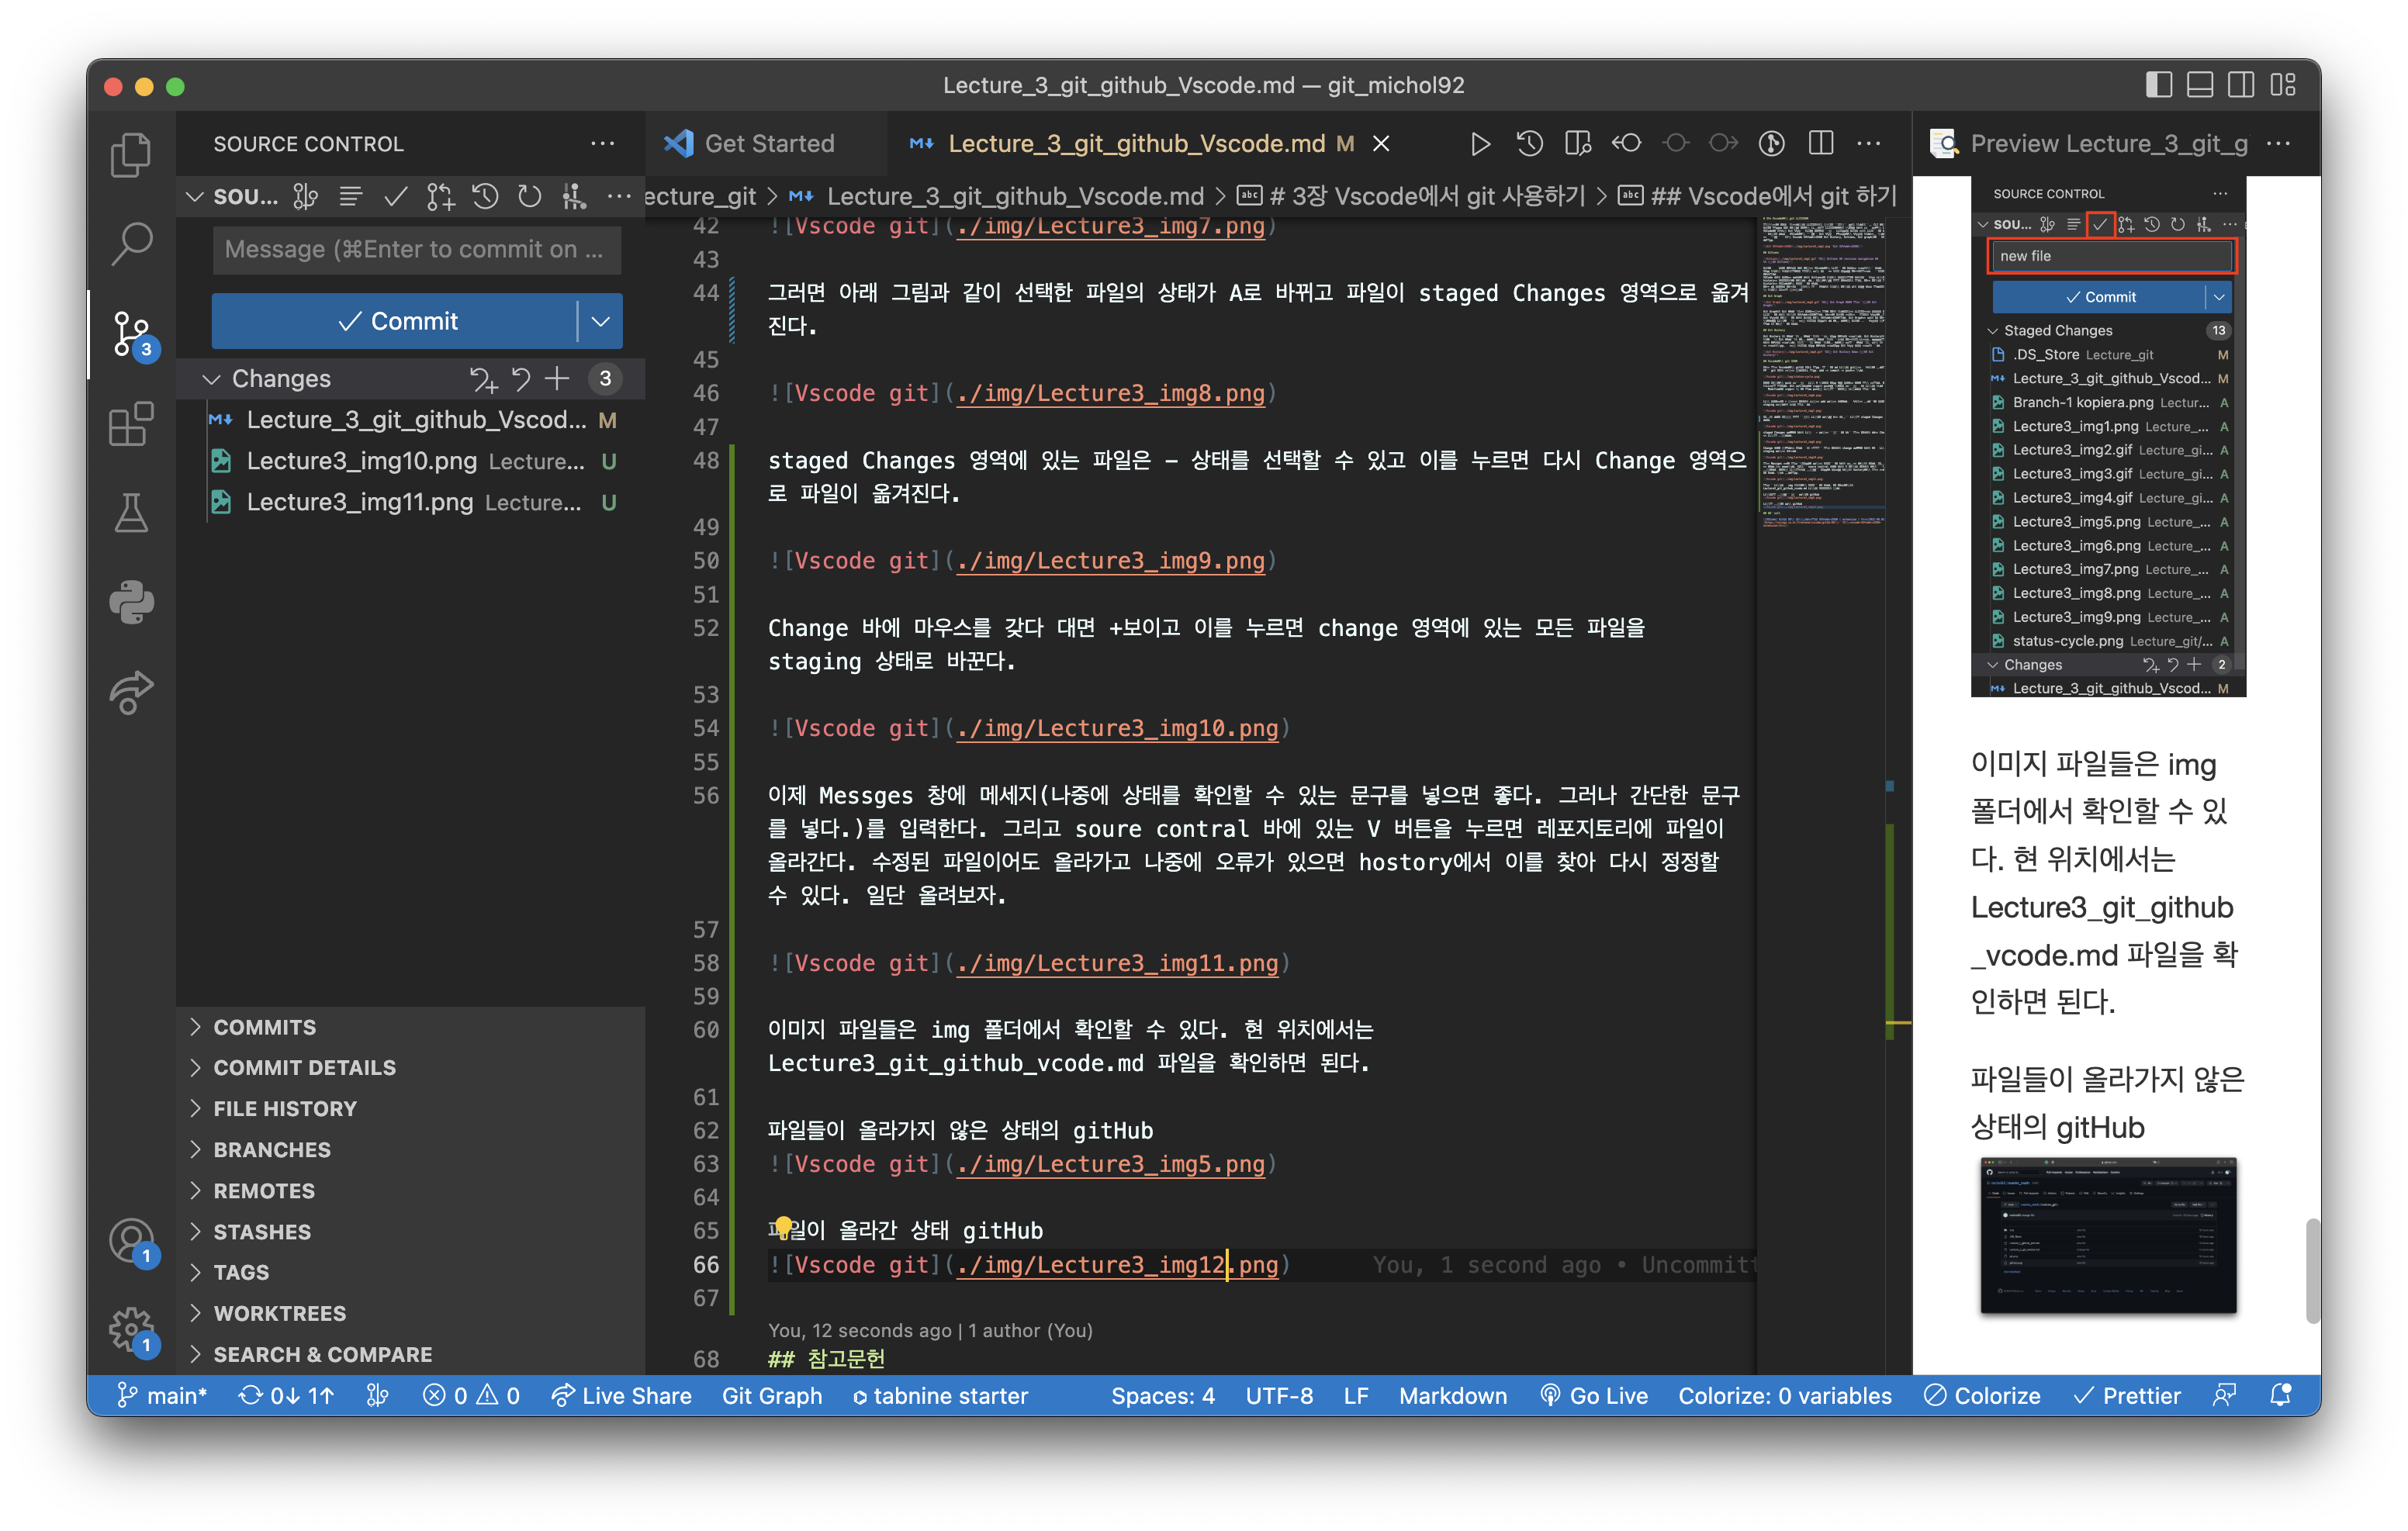 Lecture_3_git_github_Vscode.md — git_michol92
SOURCE CONTROL
SOU...
Message (⌘Enter to commit on ...
Commit
Changes 3
Lecture_3_git_github_Vscod... M
Lecture3_img10.png Lecture... U
Lecture3_img11.png Lecture... U
COMMITS
COMMIT DETAILS
FILE HISTORY
BRANCHES
REMOTES
STASHES
TAGS
WORKTREES
SEARCH & COMPARE
3
1
1
Get Started
Lecture_3_git_github_Vscode.md M
ecture_git > Lecture_3_git_github_Vscode.md > # 3장 Vscode에서 git 사용하기 > ## Vscode에서 git 하기
42 ![Vscode git](./img/Lecture3_img7.png)
43
44 그러면 아래 그림과 같이 선택한 파일의 상태가 A로 바뀌고 파일이 staged Changes 영역으로 옮겨
진다.
45
46 ![Vscode git](./img/Lecture3_img8.png)
47
48 staged Changes 영역에 있는 파일은 - 상태를 선택할 수 있고 이를 누르면 다시 Change 영역으
로 파일이 옮겨진다.
49
50 ![Vscode git](./img/Lecture3_img9.png)
51
52 Change 바에 마우스를 갖다 대면 +보이고 이를 누르면 change 영역에 있는 모든 파일을
staging 상태로 바꾼다.
53
54 ![Vscode git](./img/Lecture3_img10.png)
55
56 이제 Messges 창에 메세지(나중에 상태를 확인할 수 있는 문구를 넣으면 좋다. 그러나 간단한 문구
를 넣다.)를 입력한다. 그리고 soure contral 바에 있는 V 버튼을 누르면 레포지토리에 파일이
올라간다. 수정된 파일이어도 올라가고 나중에 오류가 있으면 hostory에서 이를 찾아 다시 정정할
수 있다. 일단 올려보자.
57
58 ![Vscode git](./img/Lecture3_img11.png)
59
60 이미지 파일들은 img 폴더에서 확인할 수 있다. 현 위치에서는
Lecture3_git_github_vcode.md 파일을 확인하면 된다.
61
62 파일들이 올라가지 않은 상태의 gitHub
63 ![Vscode git](./img/Lecture3_img5.png)
64
65 파일이 올라간 상태 gitHub
66 ![Vscode git](./img/Lecture3_img12.png) You, 1 second ago • Uncommitt
67
You, 12 seconds ago | 1 author (You)
68 ## 참고문헌
Preview Lecture_3_git_g
SOURCE CONTROL
SOU...
new file
Commit
Staged Changes 13
.DS_Store Lecture_git M
Lecture_3_git_github_Vscod... M
Branch-1 kopiera.png Lectur... A
Lecture3_img1.png Lecture_... A
Lecture3_img2.gif Lecture_gi... A
Lecture3_img3.gif Lecture_gi... A
Lecture3_img4.gif Lecture_gi... A
Lecture3_img5.png Lecture_... A
Lecture3_img6.png Lecture_... A
Lecture3_img7.png Lecture_... A
Lecture3_img8.png Lecture_... A
Lecture3_img9.png Lecture_... A
status-cycle.png Lecture_git/... A
Changes 2
Lecture_3_git_github_Vscod... M
이미지 파일들은 img
폴더에서 확인할 수 있
다. 현 위치에서는
Lecture3_git_github
_vcode.md 파일을 확
인하면 된다.
파일들이 올라가지 않은
상태의 gitHub
main* 0↓ 1↑ 0 0 Live Share Git Graph tabnine starter Spaces: 4 UTF-8 LF Markdown Go Live Colorize: 0 variables Colorize Prettier